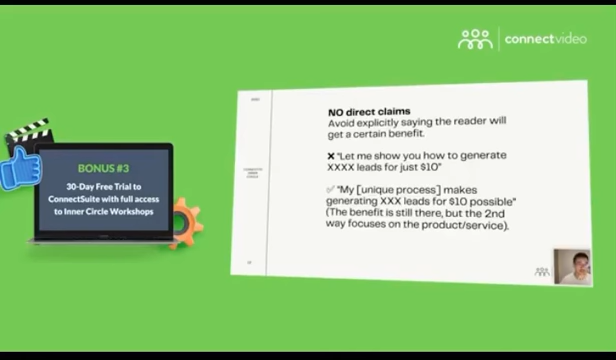 connectvideo
BONUS #3
30-Day Free Trial to
ConnectSuite with full access
to Inner Circle Workshops
NO direct claims
Avoid explicitly saying the reader will
get a certain benefit.
❌ "Let me show you how to generate
XXXX leads for just $10"
✅ "My [unique process] makes
generating XXX leads for $10 possible"
(The benefit is still there, but the 2nd
way focuses on the product/service).